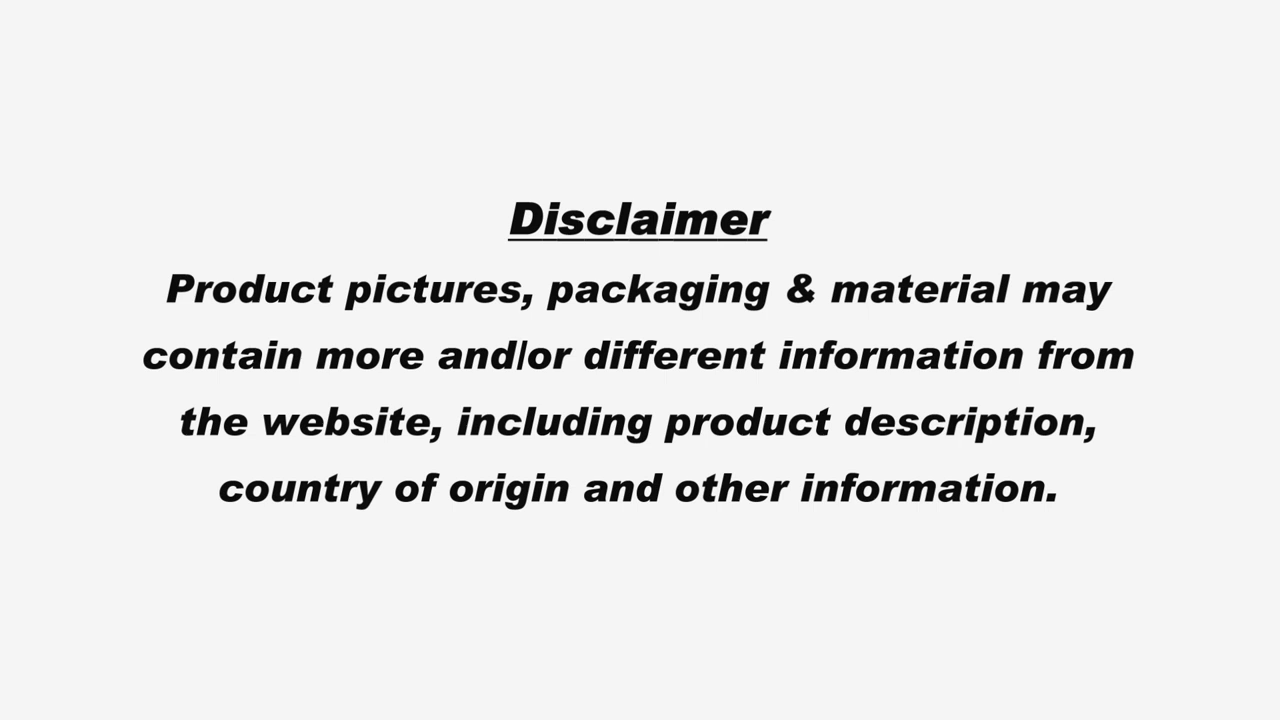 Disclaimer
Product pictures, packaging & material may
contain more and/or different information from
the website, including product description,
country of origin and other information.